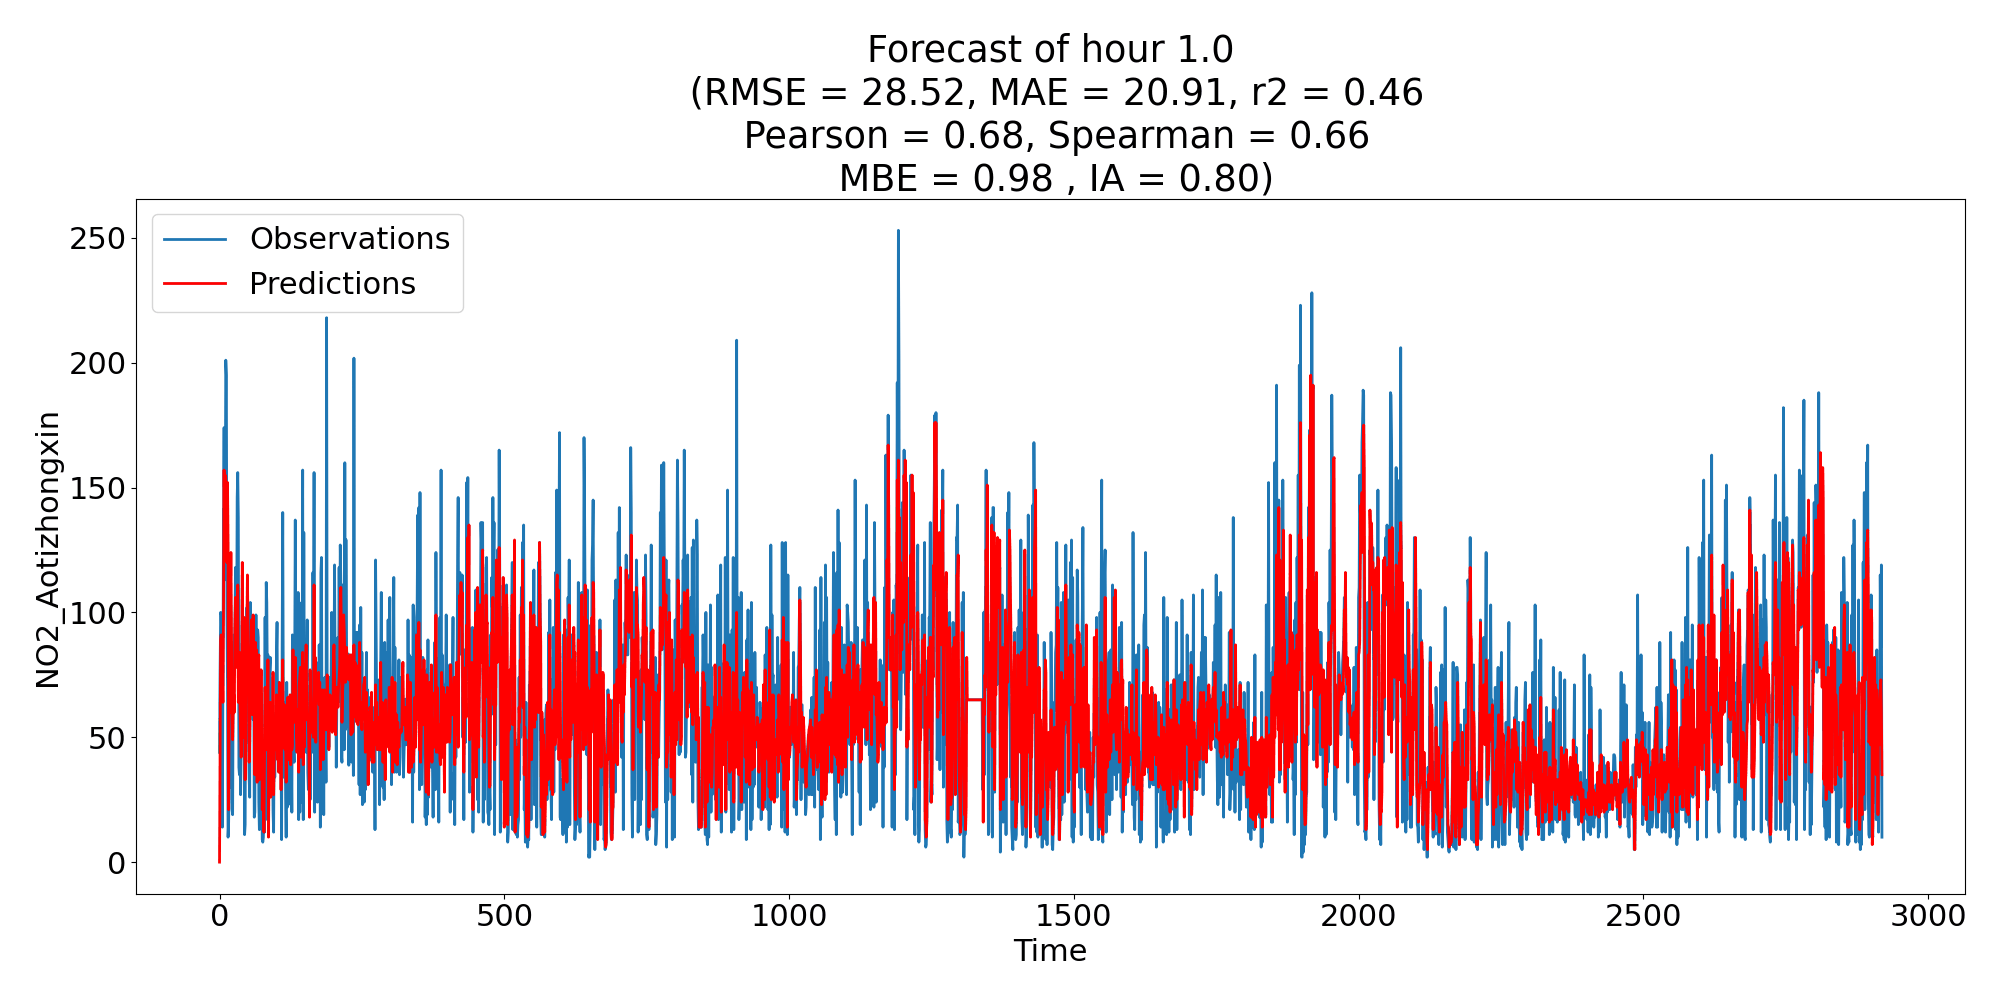 Forecast of hour 1.0
(RMSE = 28.52, MAE = 20.91, r2 = 0.46
Pearson = 0.68, Spearman = 0.66
MBE = 0.98 , IA = 0.80)
Observations
Predictions
NO2_Aotizhongxin
250
200
150
100
50
0
0 500 1000 1500 2000 2500 3000
Time